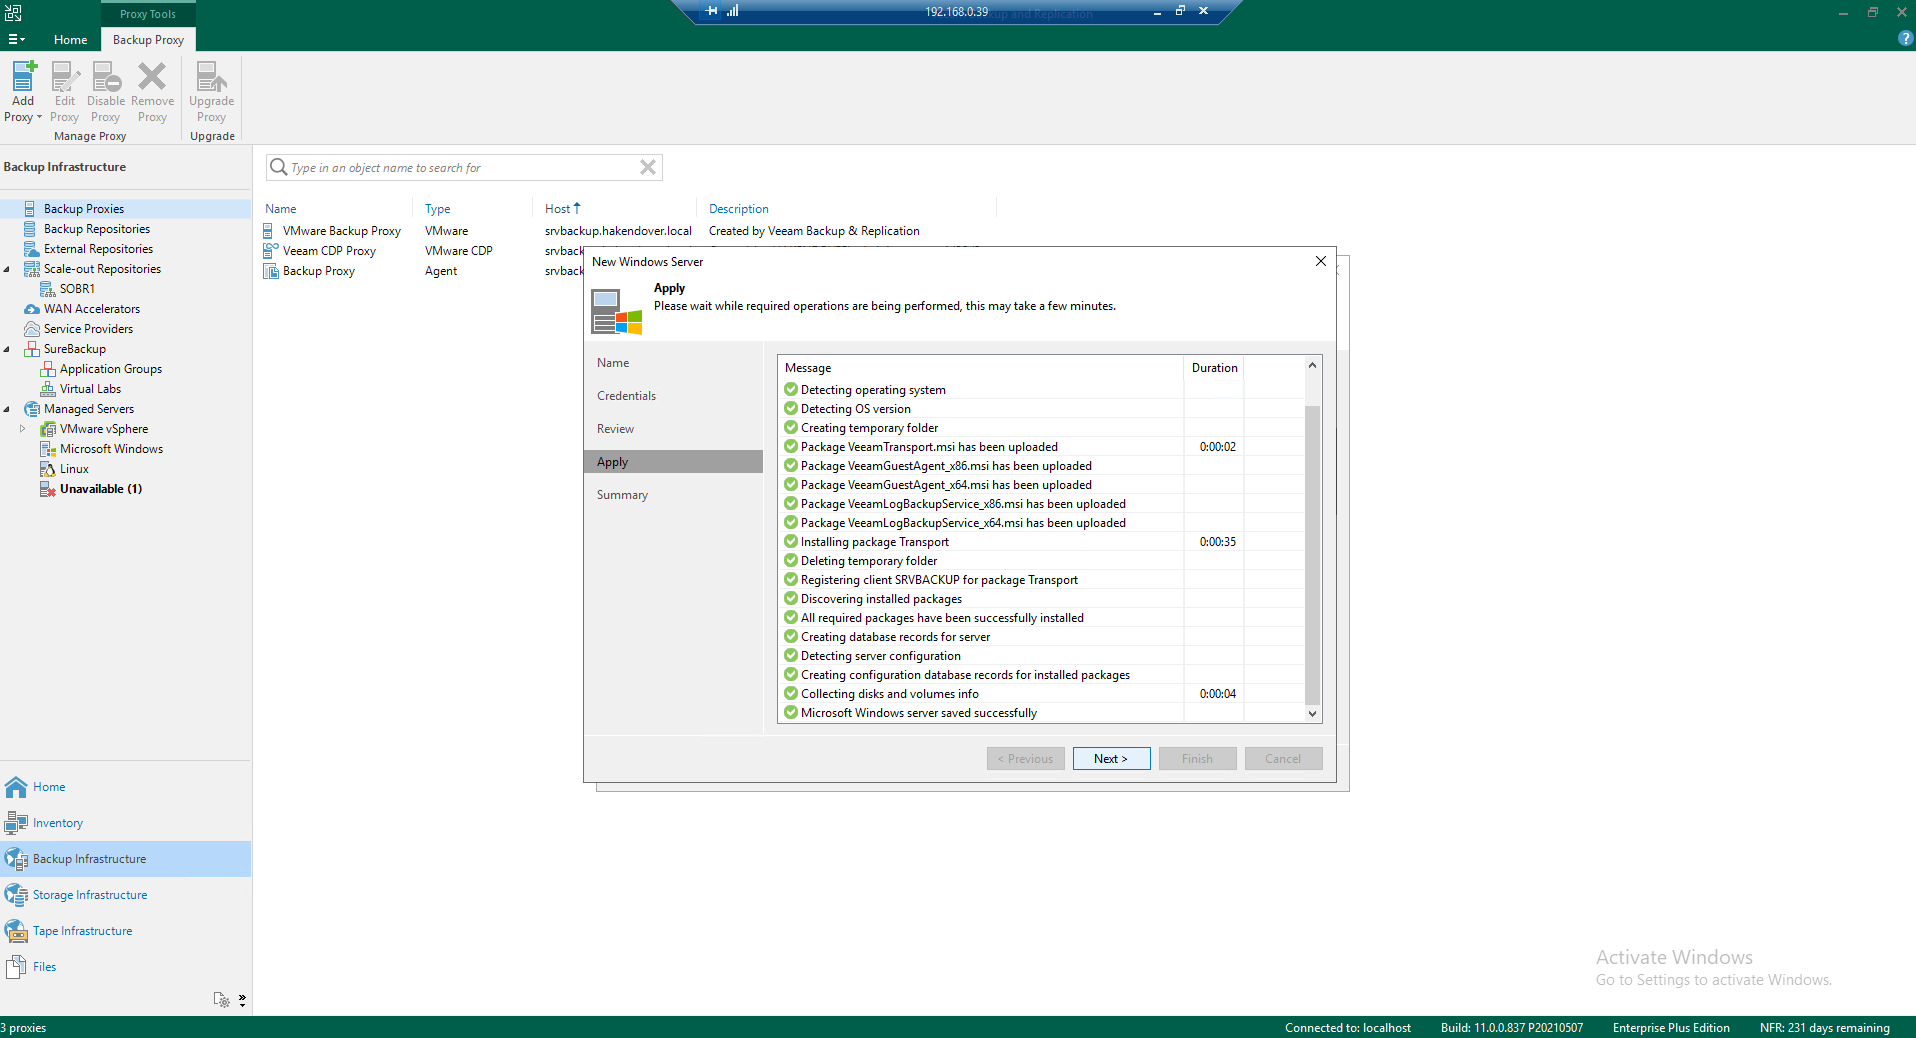 Proxy Tools
192.168.0.39
up and Replication
Home
Backup Proxy
Add Proxy
Edit Proxy
Disable Proxy
Remove Proxy
Upgrade Proxy
Manage Proxy
Upgrade
Backup Infrastructure
Type in an object name to search for
Backup Proxies
Backup Repositories
External Repositories
Scale-out Repositories
SOBR1
WAN Accelerators
Service Providers
SureBackup
Application Groups
Virtual Labs
Managed Servers
VMware vSphere
Microsoft Windows
Linux
Unavailable (1)
Name Type Host Description
VMware Backup Proxy VMware srvbackup.hakendover.local Created by Veeam Backup & Replication
Veeam CDP Proxy VMware CDP srvback
Backup Proxy Agent srvback
New Windows Server
Apply
Please wait while required operations are being performed, this may take a few minutes.
Name
Credentials
Review
Apply
Summary
Message Duration
Detecting operating system
Detecting OS version
Creating temporary folder
Package VeeamTransport.msi has been uploaded 0:00:02
Package VeeamGuestAgent_x86.msi has been uploaded
Package VeeamGuestAgent_x64.msi has been uploaded
Package VeeamLogBackupService_x86.msi has been uploaded
Package VeeamLogBackupService_x64.msi has been uploaded
Installing package Transport 0:00:35
Deleting temporary folder
Registering client SRVBACKUP for package Transport
Discovering installed packages
All required packages have been successfully installed
Creating database records for server
Detecting server configuration
Creating configuration database records for installed packages
Collecting disks and volumes info 0:00:04
Microsoft Windows server saved successfully
< Previous Next > Finish Cancel
Home
Inventory
Backup Infrastructure
Storage Infrastructure
Tape Infrastructure
Files
Activate Windows
Go to Settings to activate Windows.
3 proxies
Connected to: localhost Build: 11.0.0.837 P20210507 Enterprise Plus Edition NFR: 231 days remaining